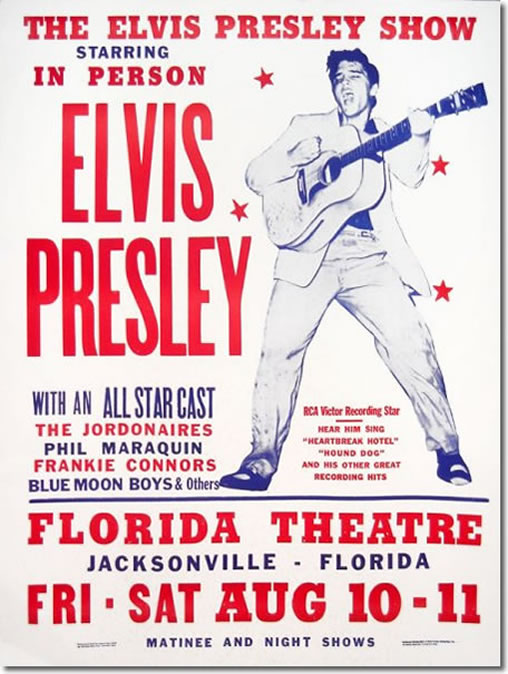 THE ELVIS PRESLEY SHOW
STARRING
IN PERSON
ELVIS
PRESLEY
WITH AN ALL STAR CAST
THE JORDONAIRES
PHIL MARAQUIN
FRANKIE CONNORS
BLUE MOON BOYS & Others
RCA Victor Recording Star
HEAR HIM SING
"HEARTBREAK HOTEL"
"HOUND DOG"
AND HIS OTHER GREAT
RECORDING HITS
FLORIDA THEATRE
JACKSONVILLE - FLORIDA
FRI · SAT AUG 10 - 11
MATINEE AND NIGHT SHOWS